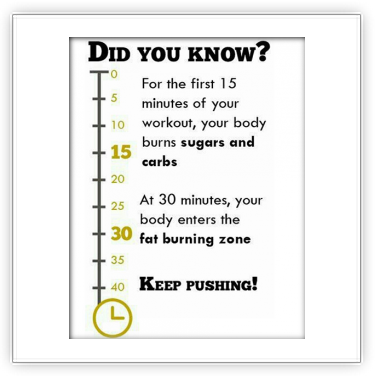 DID YOU KNOW?
0
For the first 15
5
minutes of your
10
workout, your body
burns sugars and
15
carbs
20
At 30 minutes, your
25
body enters the
30
fat burning zone
35
40
KEEP PUSHING!